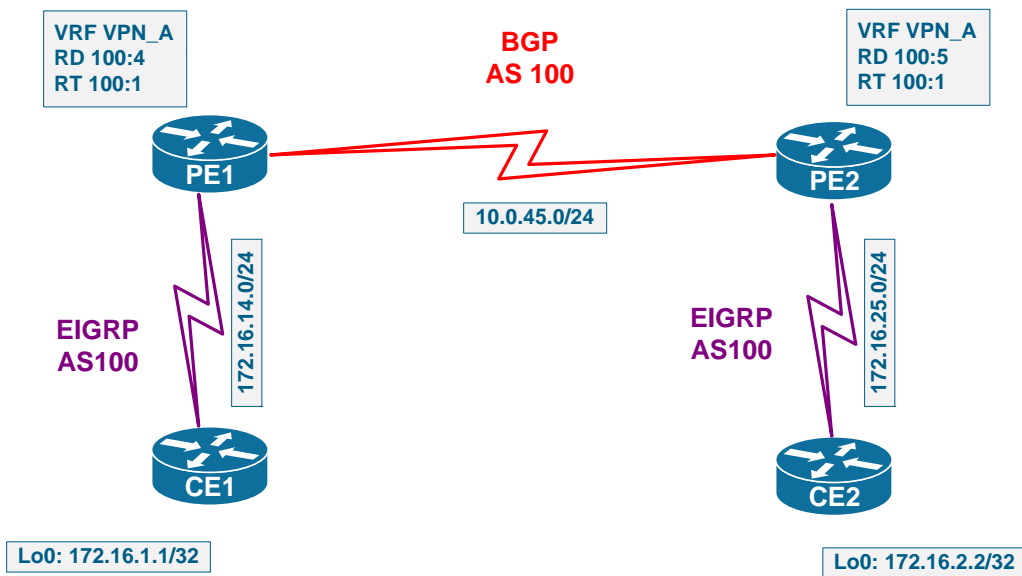 VRF VPN_A
RD 100:4
RT 100:1
BGP
AS 100
VRF VPN_A
RD 100:5
RT 100:1
PE1
PE2
10.0.45.0/24
172.16.14.0/24
172.16.25.0/24
EIGRP
AS100
EIGRP
AS100
CE1
CE2
Lo0: 172.16.1.1/32
Lo0: 172.16.2.2/32